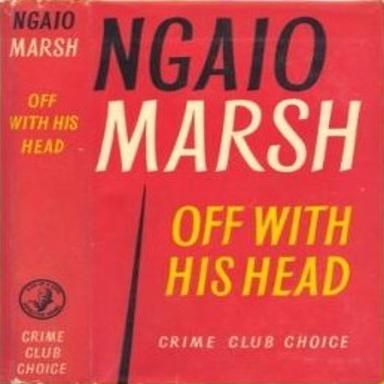 NGAIO
MARSH
OFF
WITH HIS
HEAD
CRIME
CLUB
CHOICE
NGAIO
MARSH
OFF WITH
HIS HEAD
CRIME CLUB CHOICE